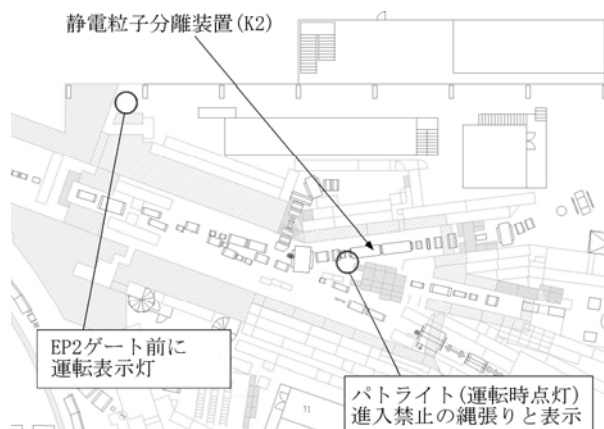 静電粒子分離装置(K2)
EP2ゲート前に
運転表示灯
パトライト(運転時点灯)
進入禁止の縄張りと表示
T1